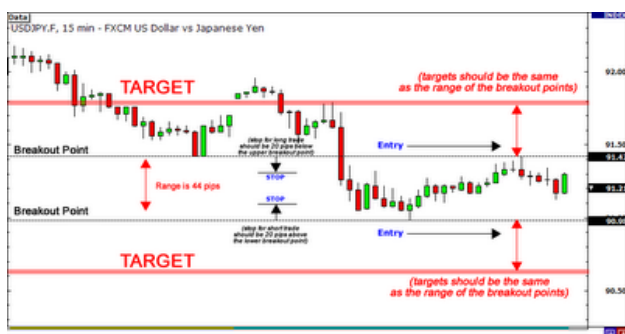 Data
INDEX
USDJPY.F, 15 min - FXCM US Dollar vs Japanese Yen
TARGET
(targets should be the same
as the range of the breakout points)
92.00
91.50
Breakout Point
(stop for long trade
should be 20 pips below
the upper breakout point)
Entry
STOP
Range is 44 pips
91.21
STOP
Breakout Point
(stop for short trade
should be 20 pips above
the lower breakout point)
Entry
TARGET
(targets should be the same
as the range of the breakout points)
90.50